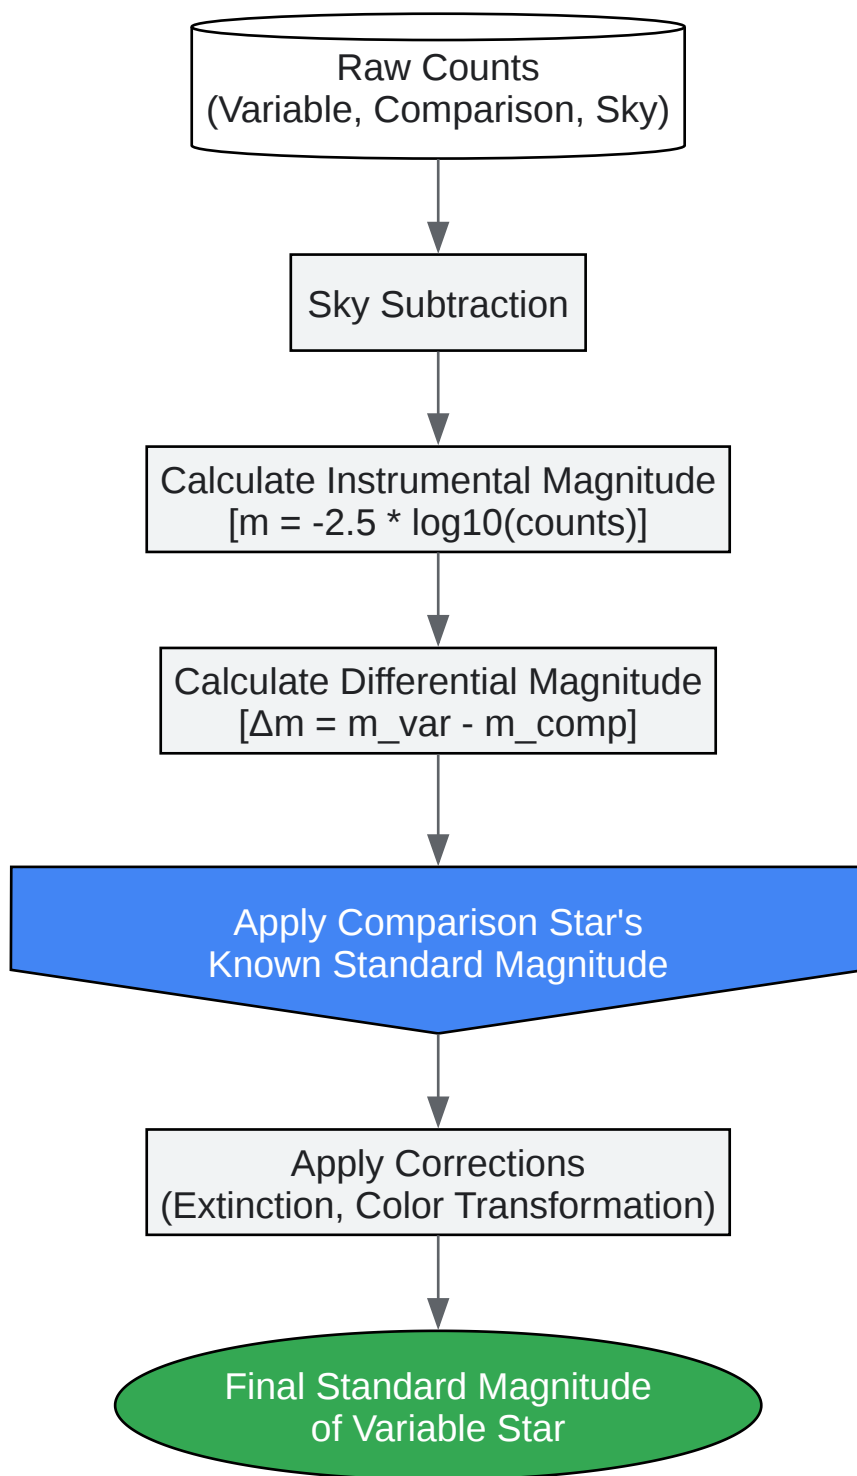 Raw Counts
(Variable, Comparison, Sky)
Sky Subtraction
Calculate Instrumental Magnitude
[m = -2.5 * log10(counts)]
Calculate Differential Magnitude
[Δm = m_var - m_comp]
Apply Comparison Star's
Known Standard Magnitude
Apply Corrections
(Extinction, Color Transformation)
Final Standard Magnitude
of Variable Star